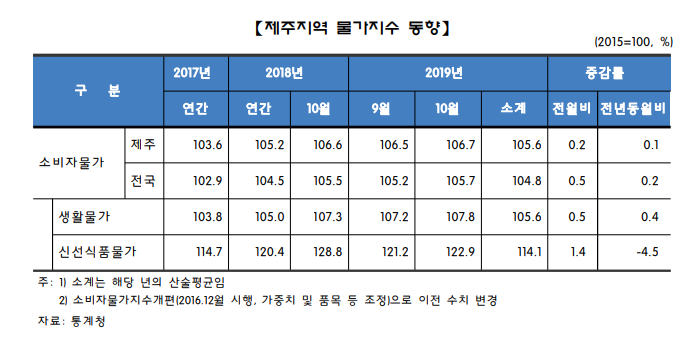 【제주지역 물가지수 동향】
(2015=100, %)
구 분 2017년 2018년 2019년 증감률
연간 연간 10월 9월 10월 소계 전월비 전년동월비
소비자물가 제주 103.6 105.2 106.6 106.5 106.7 105.6 0.2 0.1
전국 102.9 104.5 105.5 105.2 105.7 104.8 0.5 0.2
생활물가 103.8 105.0 107.3 107.2 107.8 105.6 0.5 0.4
신선식품물가 114.7 120.4 128.8 121.2 122.9 114.1 1.4 -4.5
주: 1) 소계는 해당 년의 산술평균임
2) 소비자물가지수개편(2016.12월 시행, 가중치 및 품목 등 조정)으로 이전 수치 변경
자료: 통계청